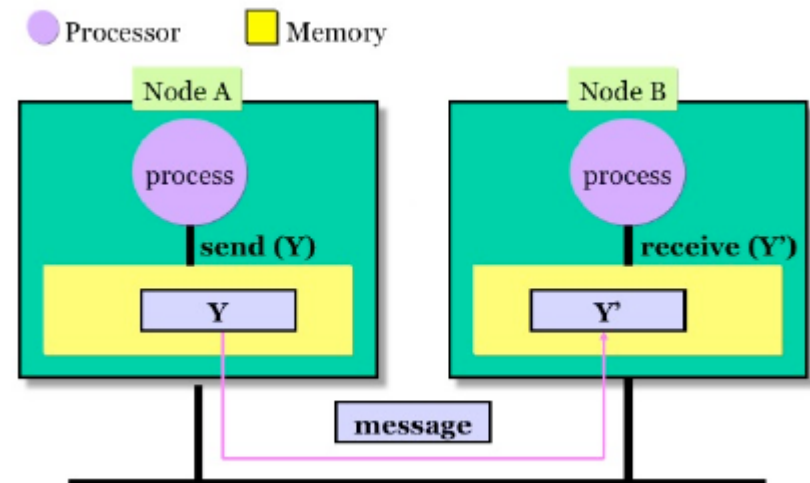 Processor
Memory
Node A
Node B
process
process
send (Y)
receive (Y’)
Y
Y’
message